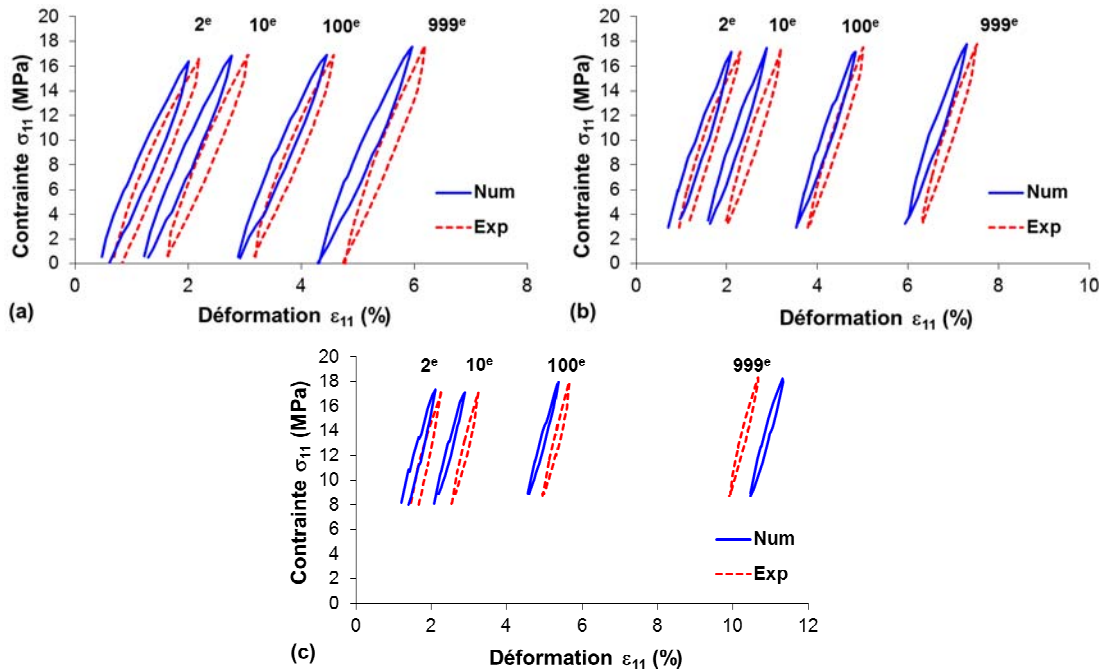 2ᵉ 10ᵉ 100ᵉ 999ᵉ
20
18
16
14
12
10
8
6
4
2
0
Contrainte σ₁₁ (MPa)
Num
Exp
0 2 4 6 8
(a) Déformation ε₁₁ (%)
2ᵉ 10ᵉ 100ᵉ 999ᵉ
20
18
16
14
12
10
8
6
4
2
0
Contrainte σ₁₁ (MPa)
Num
Exp
0 2 4 6 8 10
(b) Déformation ε₁₁ (%)
2ᵉ 10ᵉ 100ᵉ 999ᵉ
20
18
16
14
12
10
8
6
4
2
0
Contrainte σ₁₁ (MPa)
Num
Exp
0 2 4 6 8 10 12
(c) Déformation ε₁₁ (%)